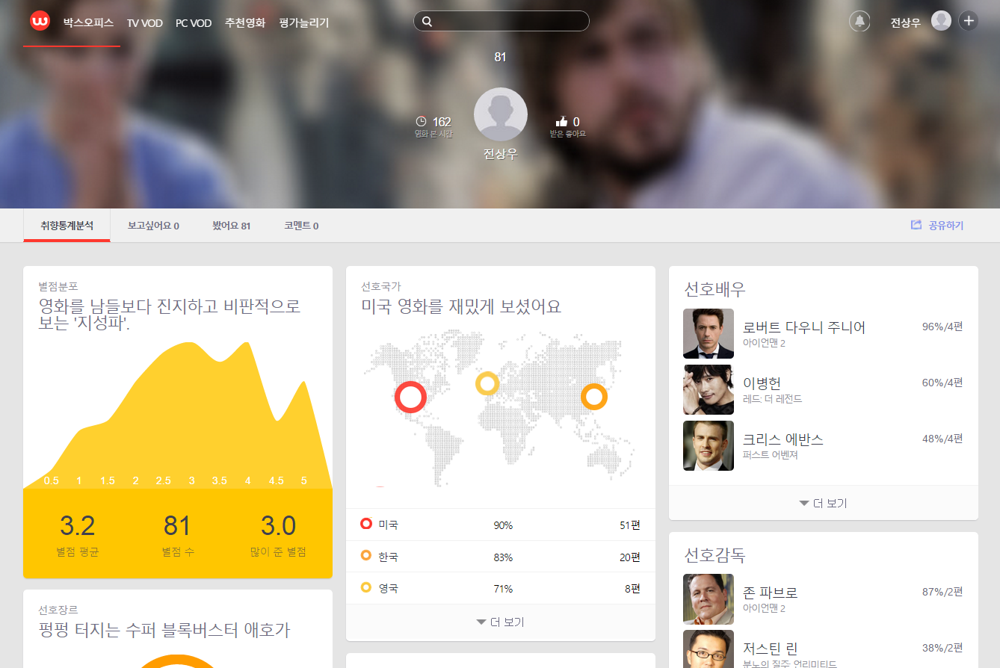 w 박스오피스 TV VOD PC VOD 추천영화 평가늘리기 전상우
81
162 0
영화 본 시간 받은 좋아요
전상우
취향통계분석 보고싶어요 0 봤어요 81 코멘트 0 공유하기
별점분포
영화를 남들보다 진지하고 비판적으로
보는 '지성파'.
0.5 1 1.5 2 2.5 3 3.5 4 4.5 5
3.2 81 3.0
별점 평균 별점 수 많이 준 별점
선호장르
펑펑 터지는 수퍼 블록버스터 애호가
선호국가
미국 영화를 재밌게 보셨어요
미국 90% 51편
한국 83% 20편
영국 71% 8편
더 보기
선호배우
로버트 다우니 주니어 96%/4편
아이언맨 2
이병헌 60%/4편
레드: 더 레전드
크리스 에반스 48%/4편
퍼스트 어벤져
더 보기
선호감독
존 파브로 87%/2편
아이언맨 2
저스틴 린 38%/2편
분노의 질주: 언리미티드